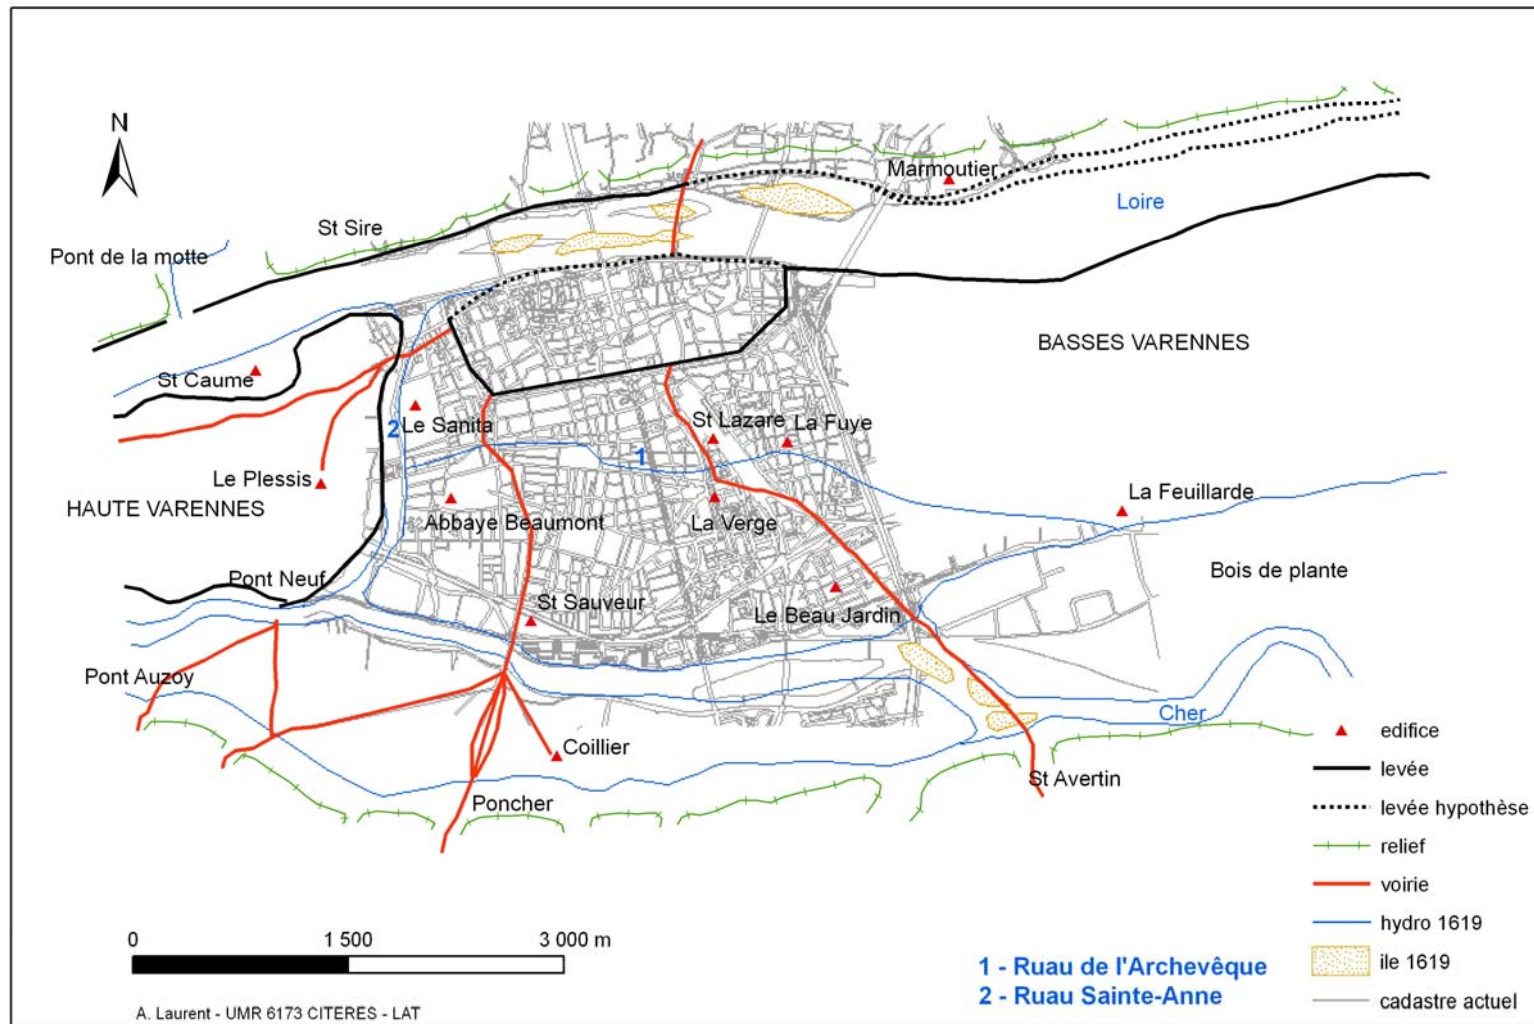 N
Marmoutier
Loire
St Sire
Pont de la motte
BASSES VARENNES
St Caume
St Lazare
La Fuye
2
Le Sanita
1
Le Plessis
La Feuillarde
HAUTE VARENNES
Abbaye Beaumont
La Verge
Bois de plante
Pont Neuf
St Sauveur
Le Beau Jardin
Pont Auzoy
Cher
Coillier
St Avertin
Poncher
edifice
levée
levée hypothèse
relief
voirie
hydro 1619
ile 1619
cadastre actuel
0 1 500 3 000 m
1 - Ruau de l'Archevêque
2 - Ruau Sainte-Anne
A. Laurent - UMR 6173 CITERES - LAT